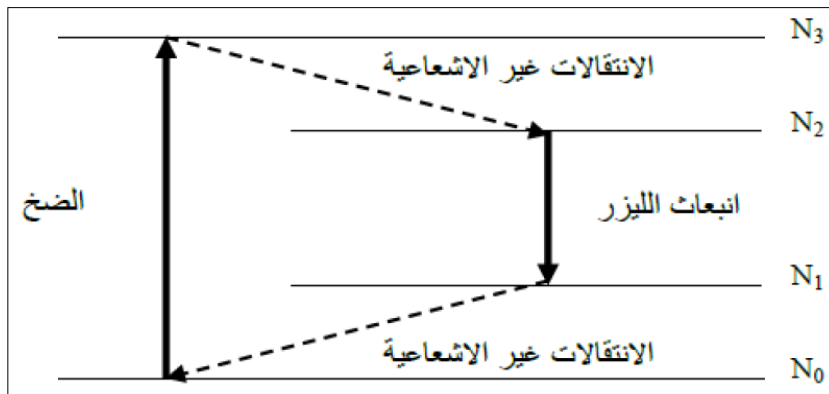 N₃
الانتقالات غير الاشعاعية
N₂
الضخ
انبعاث الليزر
N₁
الانتقالات غير الاشعاعية
N₀